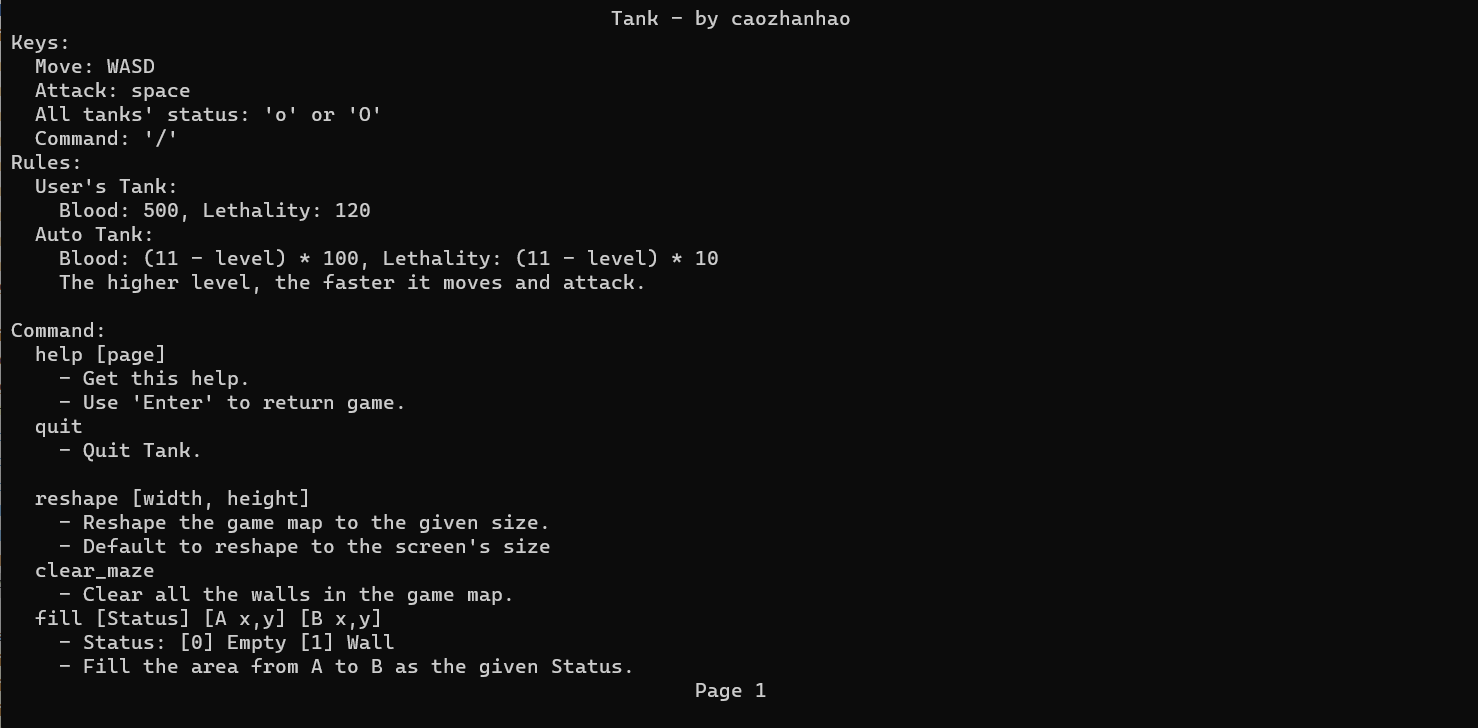 Tank - by caozhanhao
Keys:
  Move: WASD
  Attack: space
  All tanks' status: 'o' or 'O'
  Command: '/'
Rules:
  User's Tank:
    Blood: 500, Lethality: 120
  Auto Tank:
    Blood: (11 - level) * 100, Lethality: (11 - level) * 10
    The higher level, the faster it moves and attack.
Command:
  help [page]
    - Get this help.
    - Use 'Enter' to return game.
  quit
    - Quit Tank.
  reshape [width, height]
    - Reshape the game map to the given size.
    - Default to reshape to the screen's size
  clear_maze
    - Clear all the walls in the game map.
  fill [Status] [A x,y] [B x,y]
    - Status: [0] Empty [1] Wall
    - Fill the area from A to B as the given Status.
Page 1